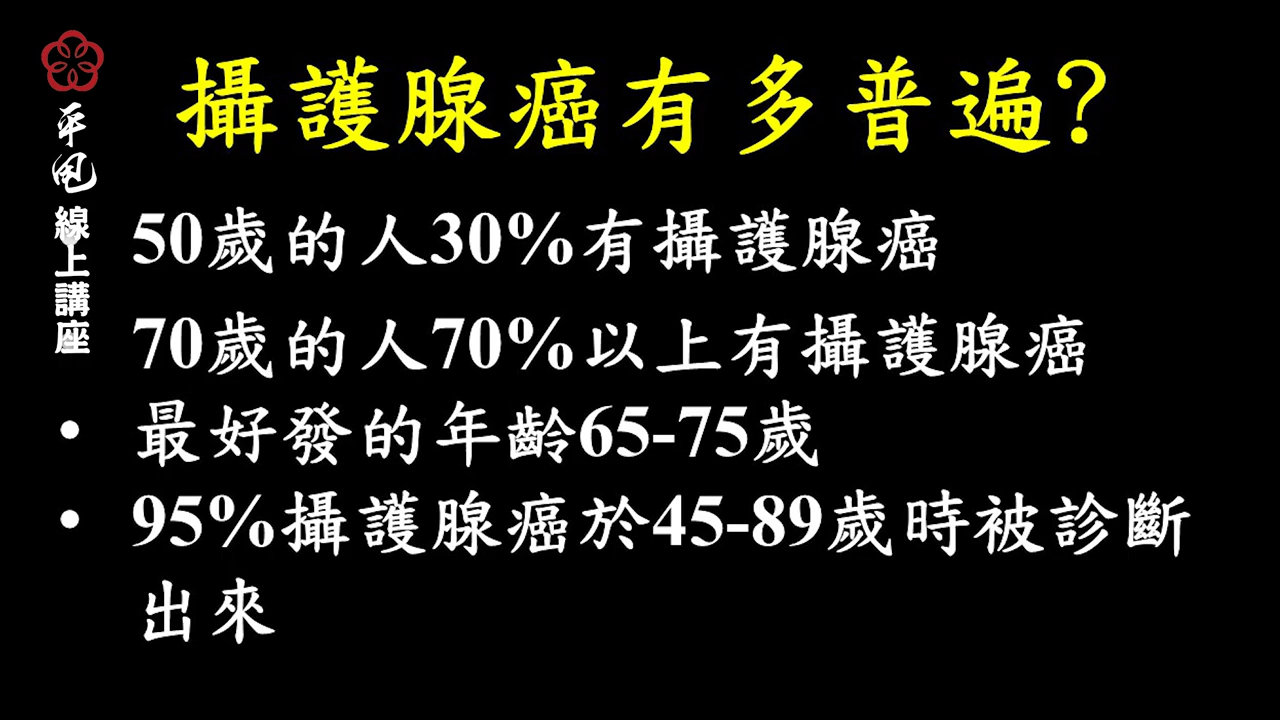 攝護腺癌有多普遍?
平甩
線上講座
50歲的人30%有攝護腺癌
70歲的人70%以上有攝護腺癌
• 最好發的年齡65-75歲
• 95%攝護腺癌於45-89歲時被診斷
出來